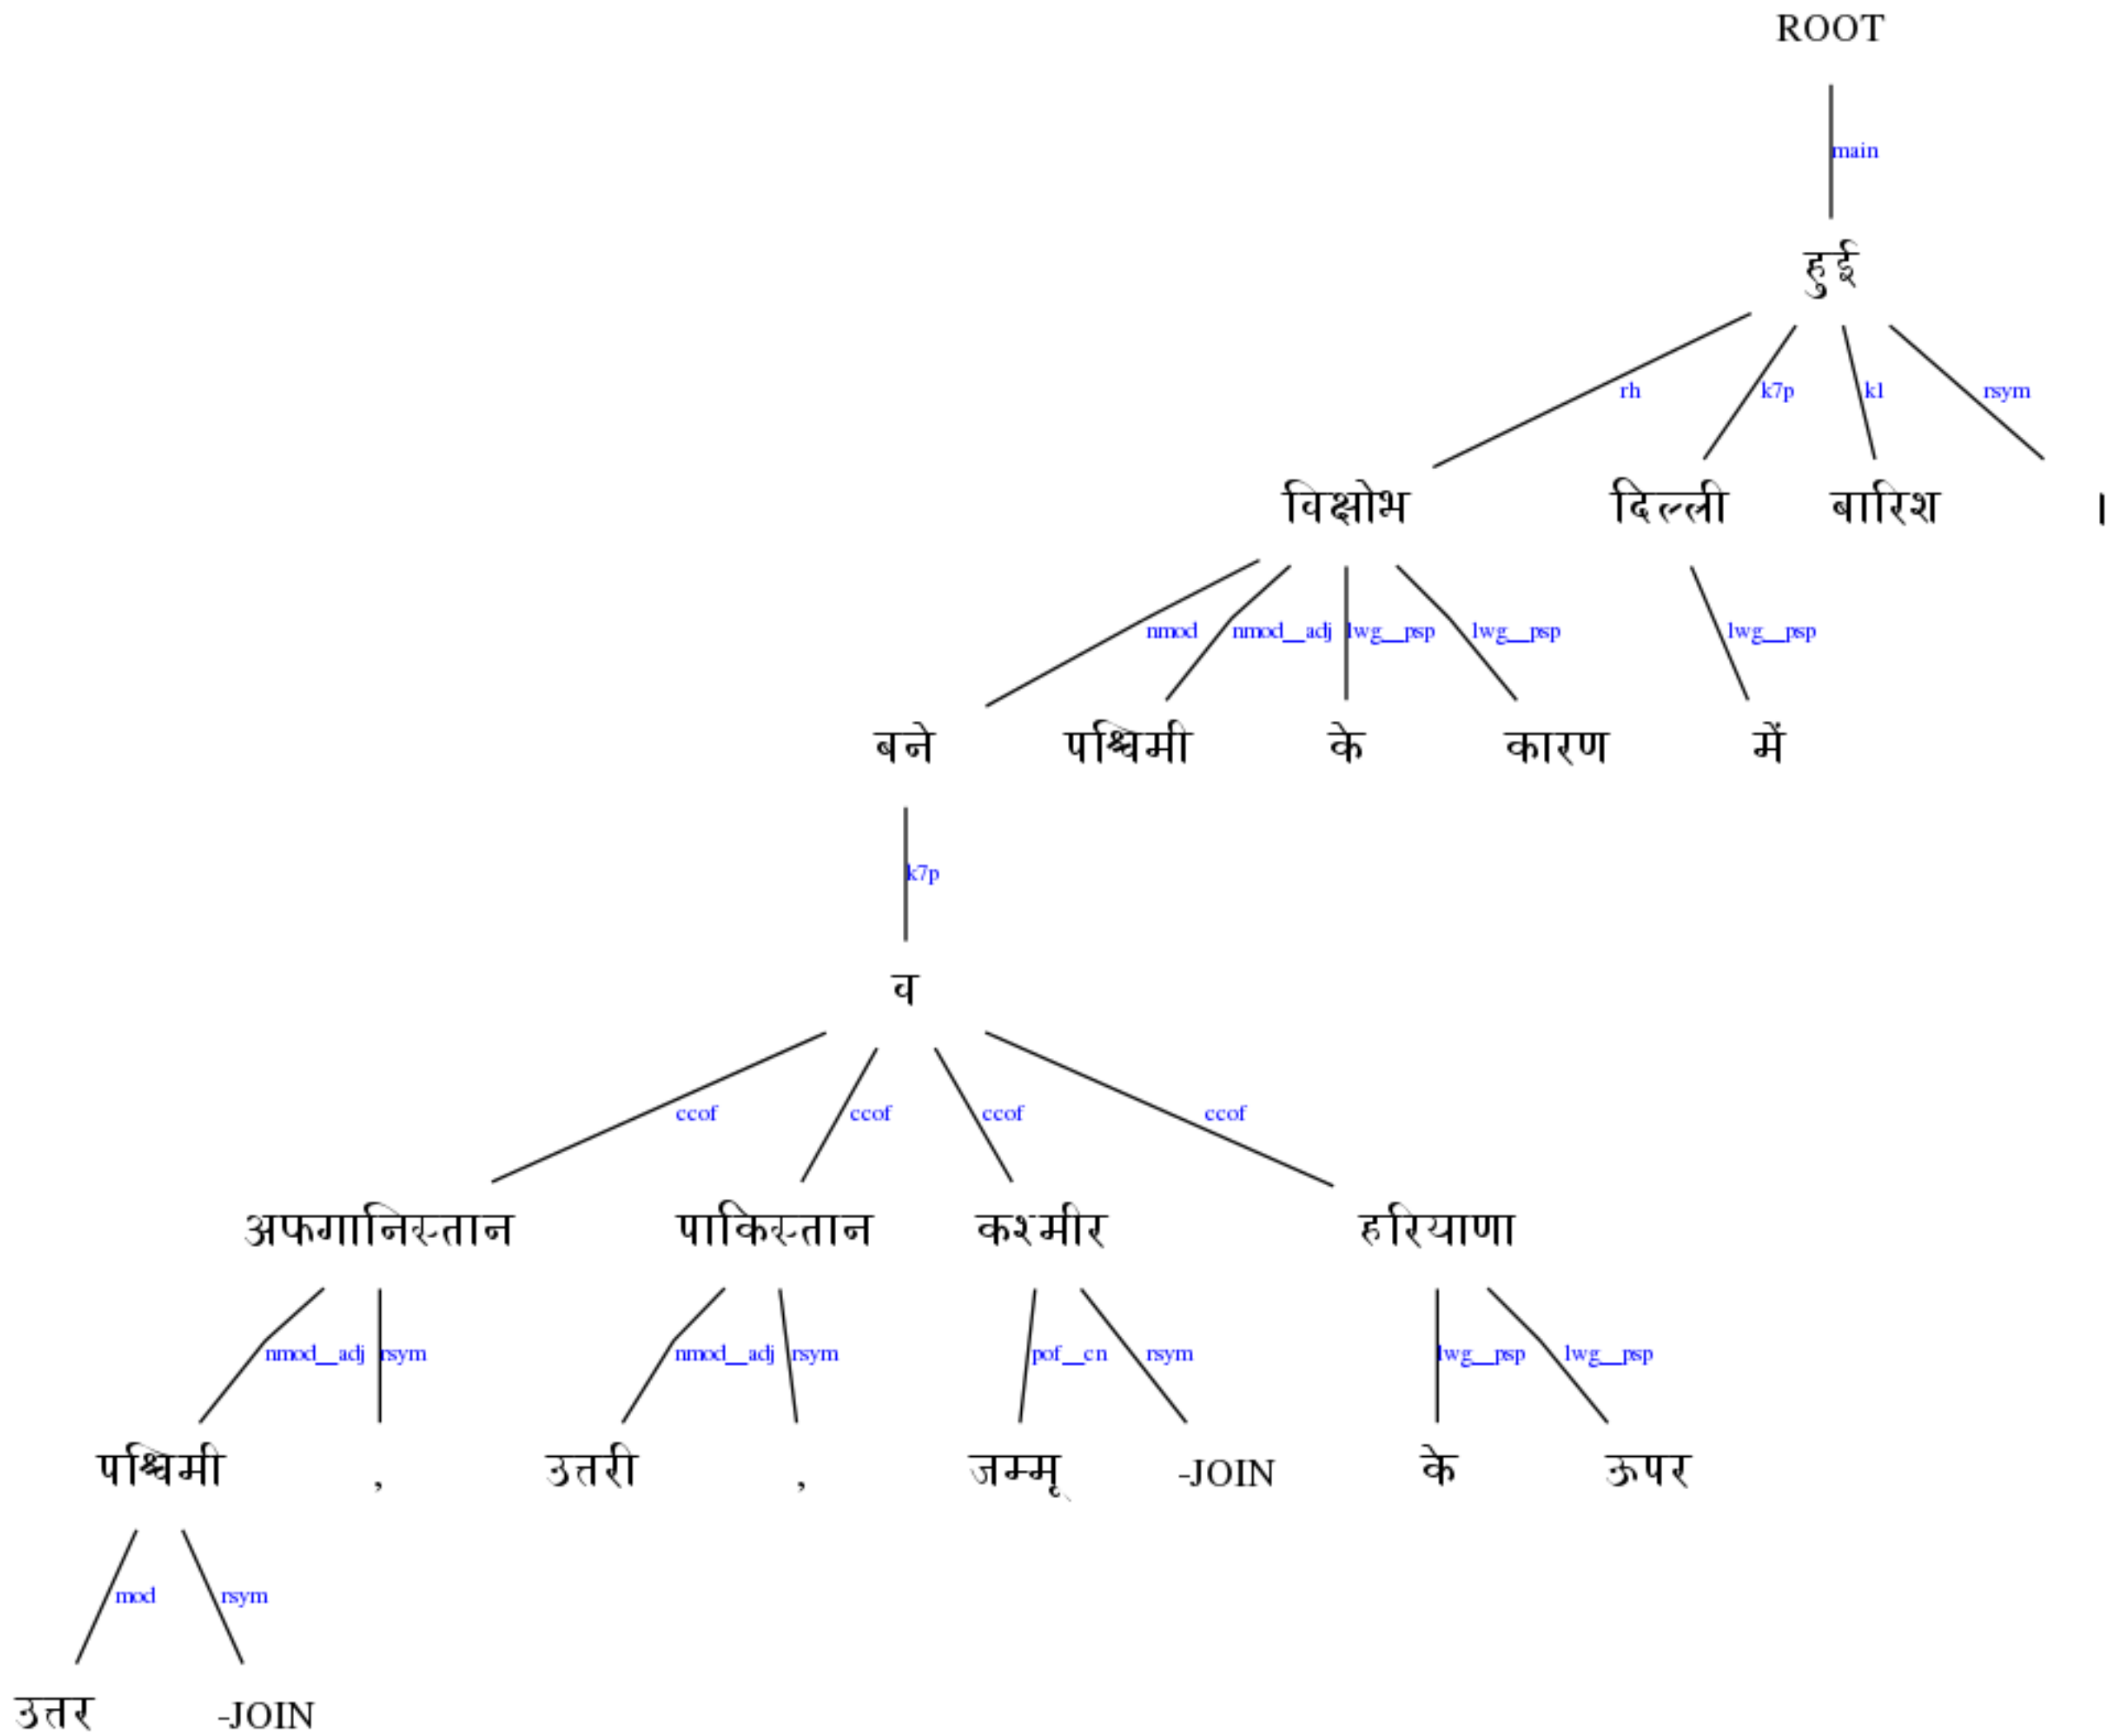 ROOT
main
हुई
rh k7p k1 rsym
विक्षोभ दिल्ली बारिश ।
nmod nmod__adj lwg__psp lwg__psp lwg__psp
बने पश्चिमी के कारण में
k7p
व
ccof ccof ccof ccof
अफगानिस्तान पाकिस्तान कश्मीर हरियाणा
nmod__adj rsym nmod__adj rsym pof__cn rsym lwg__psp lwg__psp
पश्चिमी , उत्तरी , जम्मू -JOIN के ऊपर
mod rsym
उत्तर -JOIN